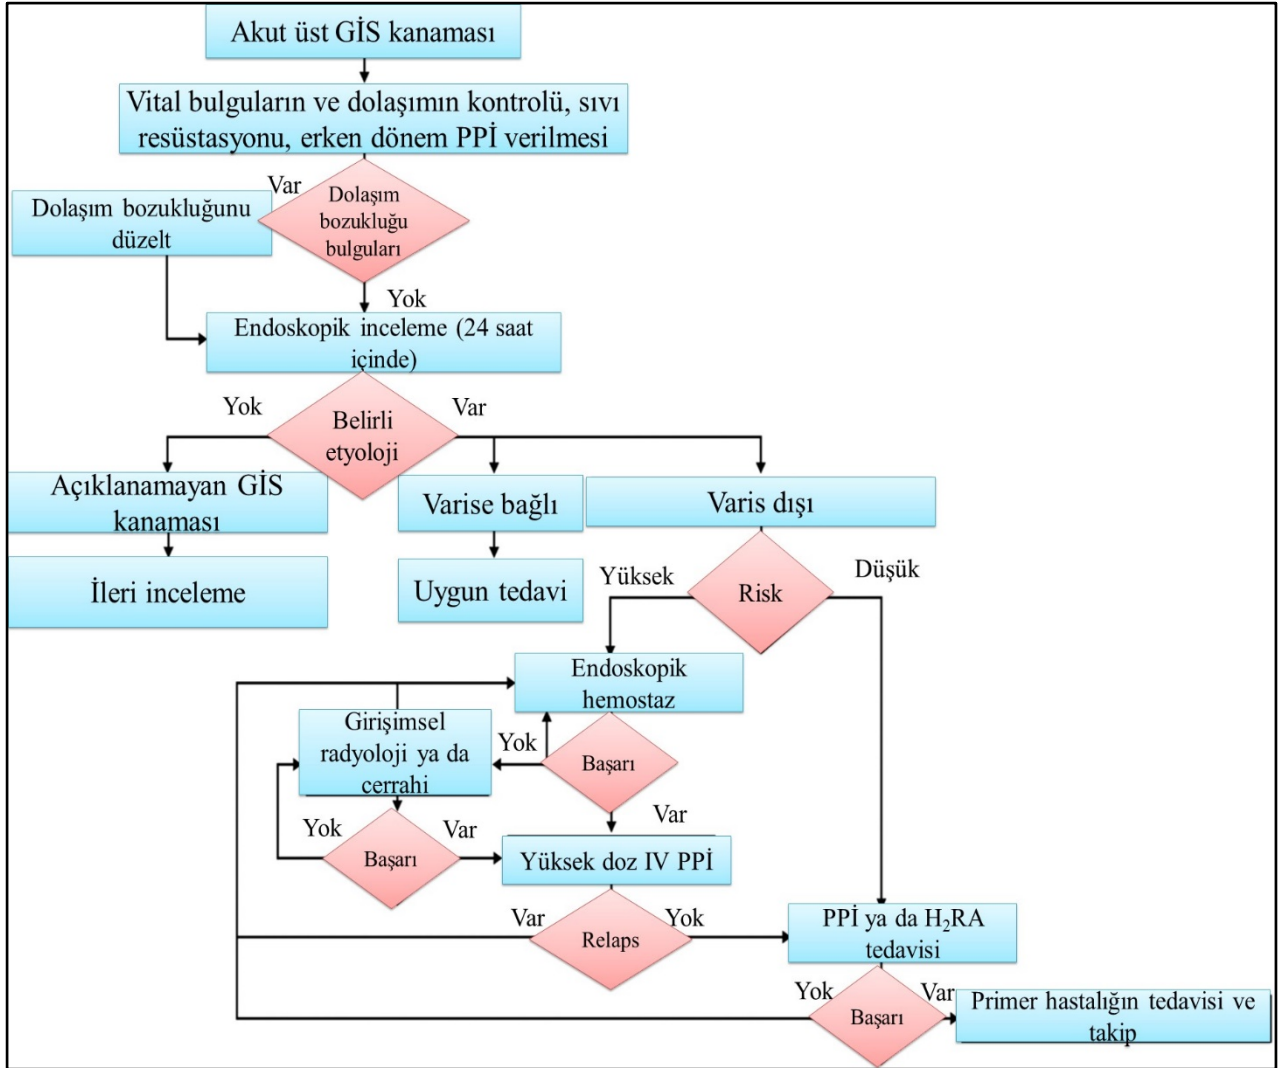 Akut üst GİS kanaması
Vital bulguların ve dolaşımın kontrolü, sıvı
resüstasyonu, erken dönem PPİ verilmesi
Var
Dolaşım
bozukluğu
bulguları
Dolaşım bozukluğunu
düzelt
Yok
Endoskopik inceleme (24 saat
içinde)
Yok
Belirli
etyoloji
Var
Açıklanamayan GİS
kanaması
Varise bağlı
Varis dışı
İleri inceleme
Uygun tedavi
Yüksek
Risk
Düşük
Endoskopik
hemostaz
Girişimsel
radyoloji ya da
cerrahi
Yok
Başarı
Var
Yok
Başarı
Var
Yüksek doz IV PPİ
Var
Relaps
Yok
PPİ ya da H₂RA
tedavisi
Yok
Başarı
Var
Primer hastalığın tedavisi ve
takip